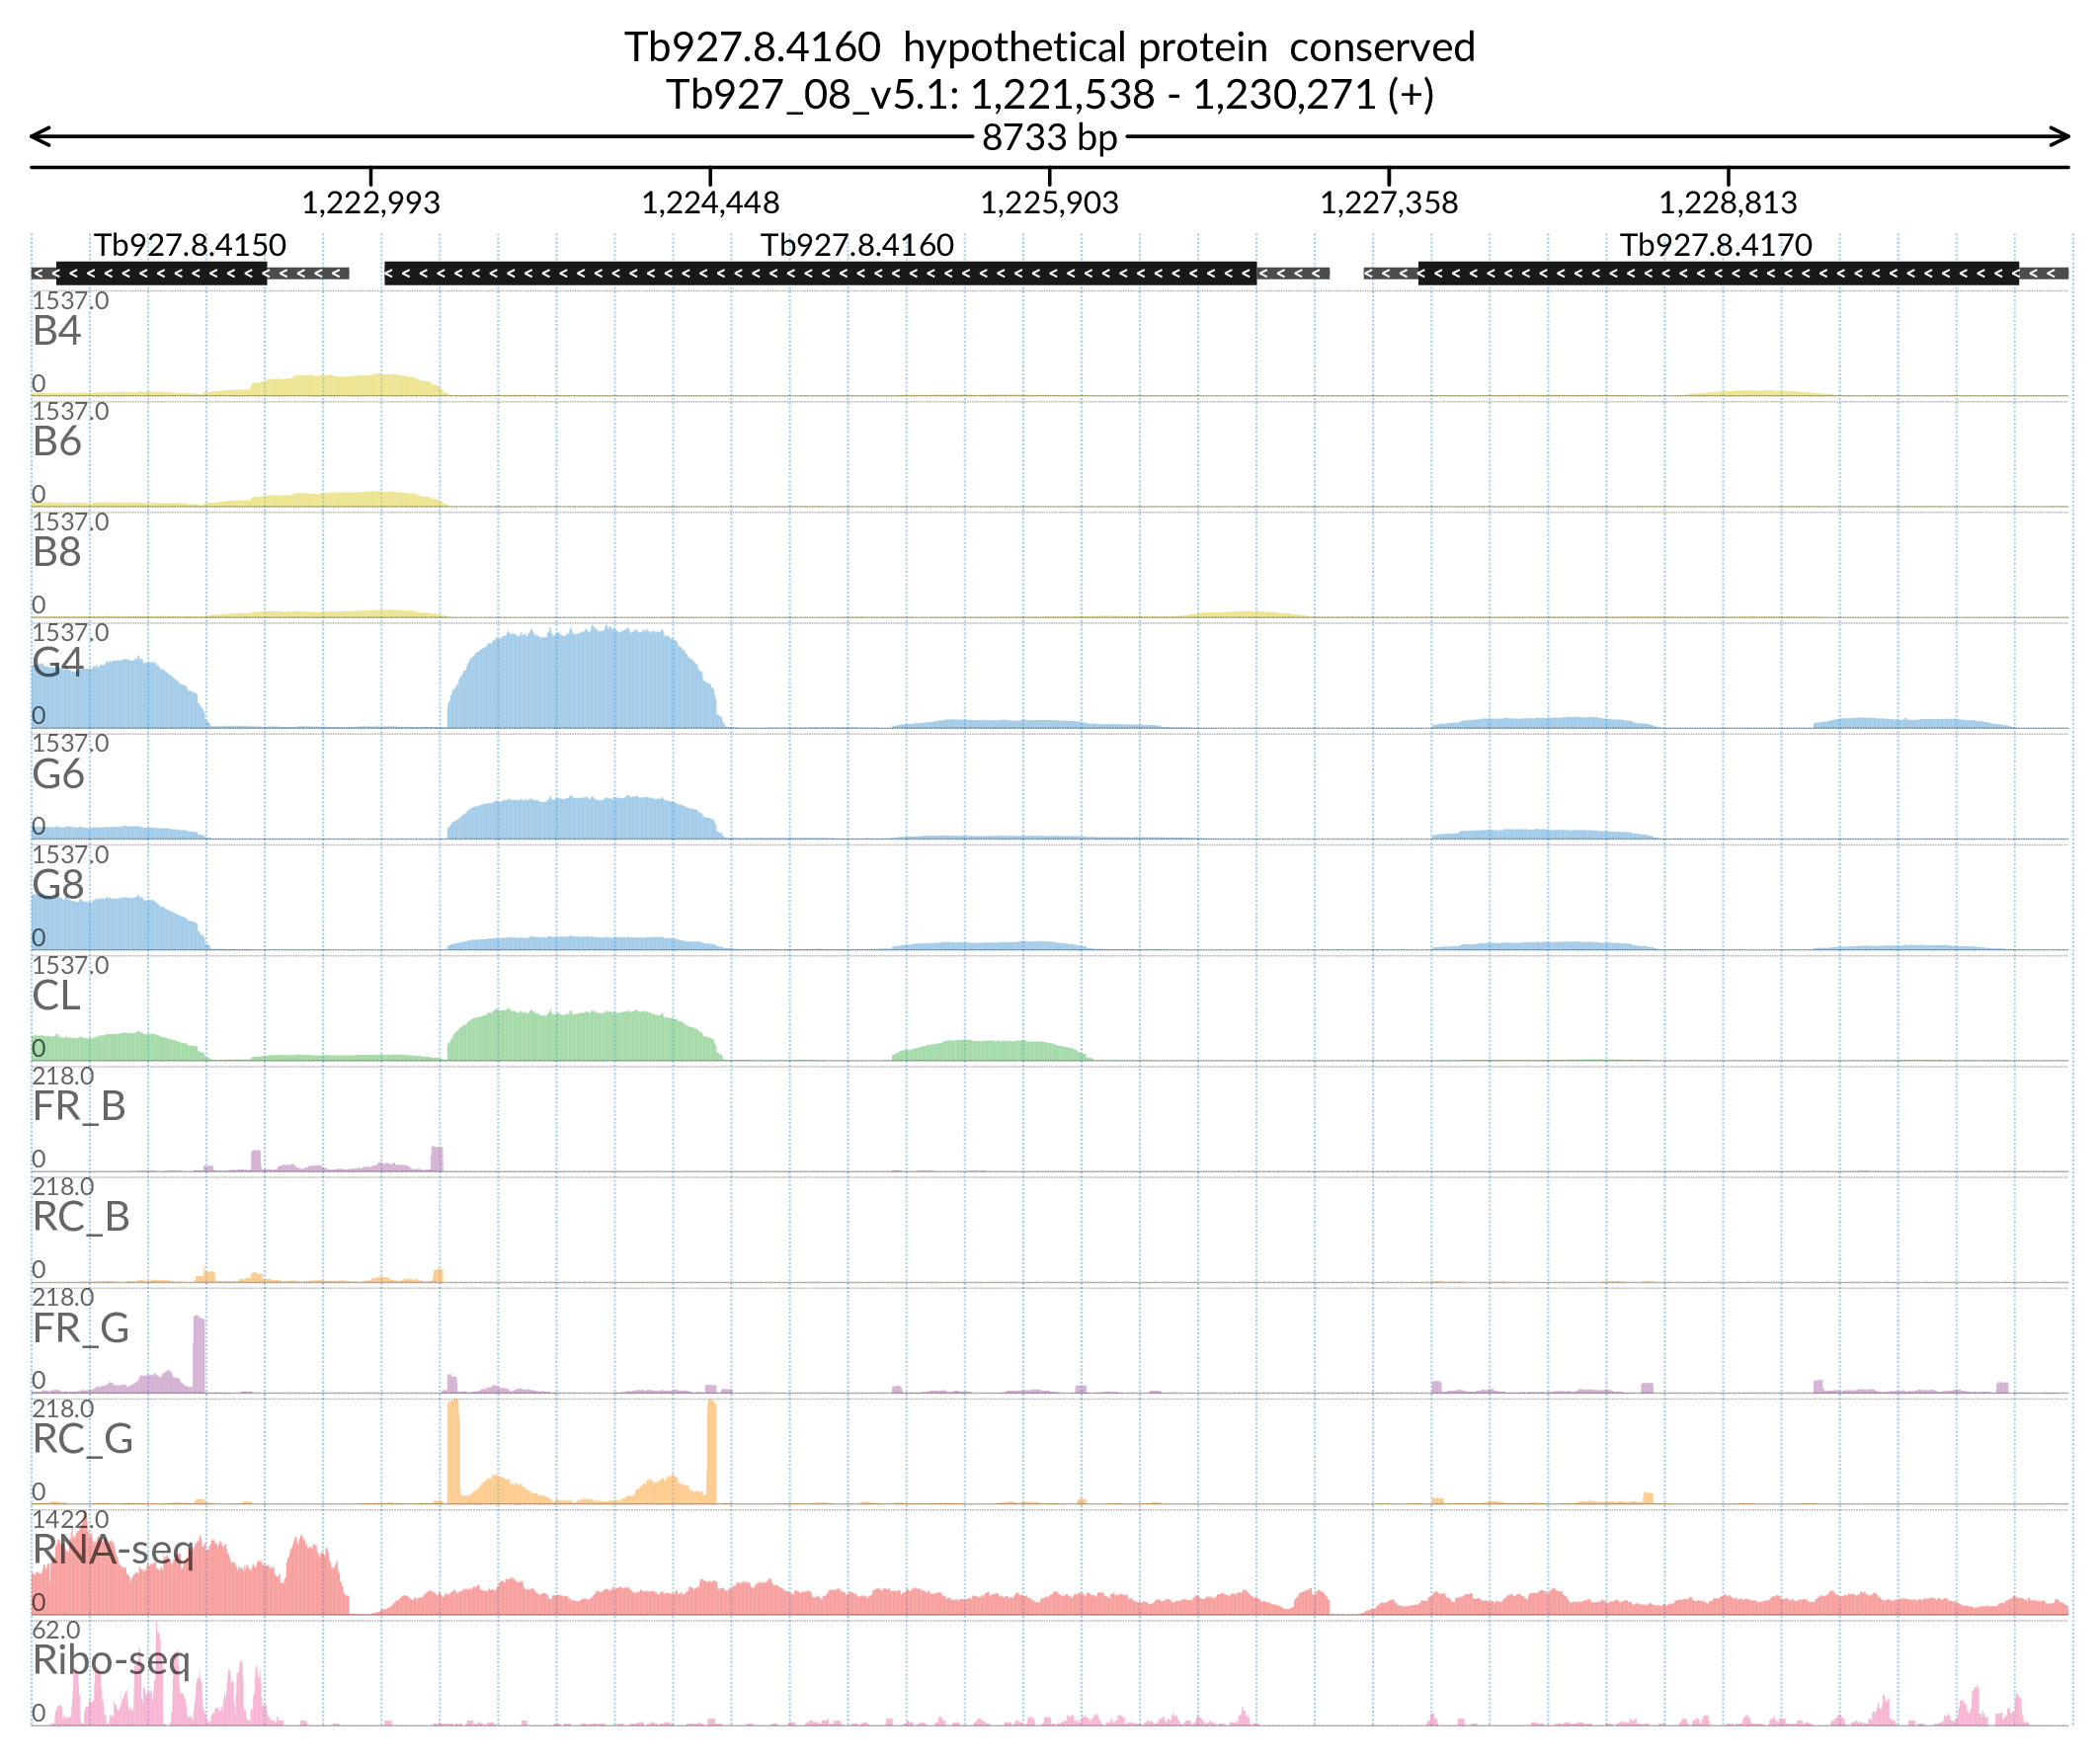 Tb927.8.4160  hypothetical protein  conserved
Tb927_08_v5.1: 1,221,538 - 1,230,271 (+)
8733 bp
1,222,993 1,224,448 1,225,903 1,227,358 1,228,813
Tb927.8.4150 Tb927.8.4160 Tb927.8.4170
1537.0
B4
0
1537.0
B6
0
1537.0
B8
0
1537.0
G4
0
1537.0
G6
0
1537.0
G8
0
1537.0
CL
0
218.0
FR_B
0
218.0
RC_B
0
218.0
FR_G
0
218.0
RC_G
0
1422.0
RNA-seq
0
62.0
Ribo-seq
0